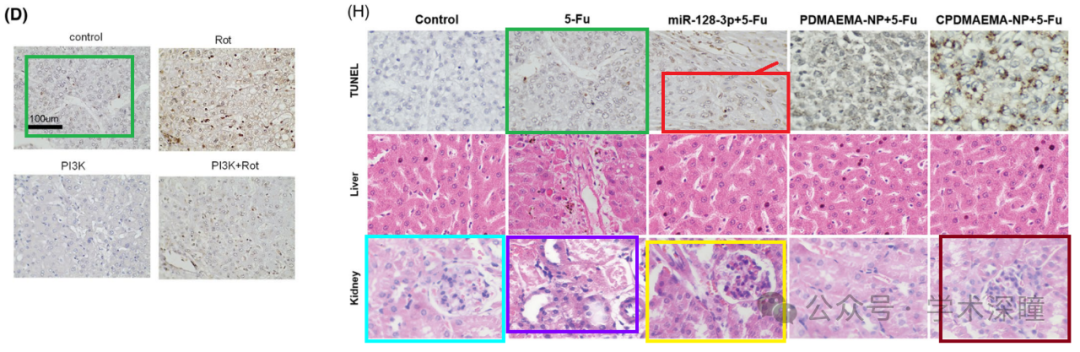 (D)
control
Rot
100um
PI3K
PI3K+Rot
(H)
Control
5-Fu
miR-128-3p+5-Fu
PDMAEMA-NP+5-Fu
CPDMAEMA-NP+5-Fu
TUNEL
Liver
Kidney
公众号 · 学术深瞳